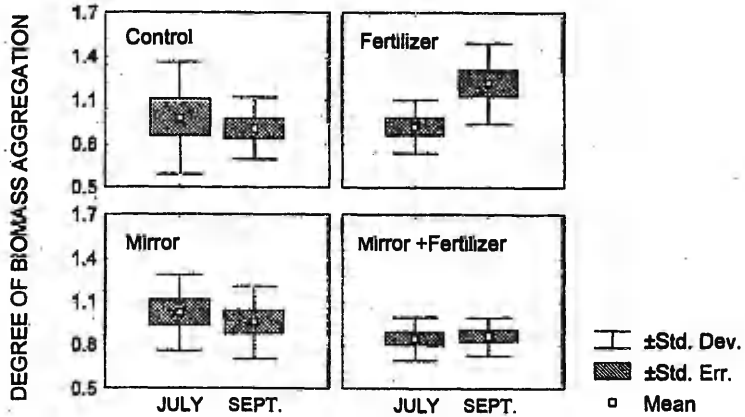 DEGREE OF BIOMASS AGGREGATION
1.7
1.4
1.1
0.8
0.5
Control
Fertilizer
1.7
1.4
1.1
0.8
0.5
Mirror
Mirror +Fertilizer
JULY SEPT.
JULY SEPT.
±Std. Dev.
±Std. Err.
Mean